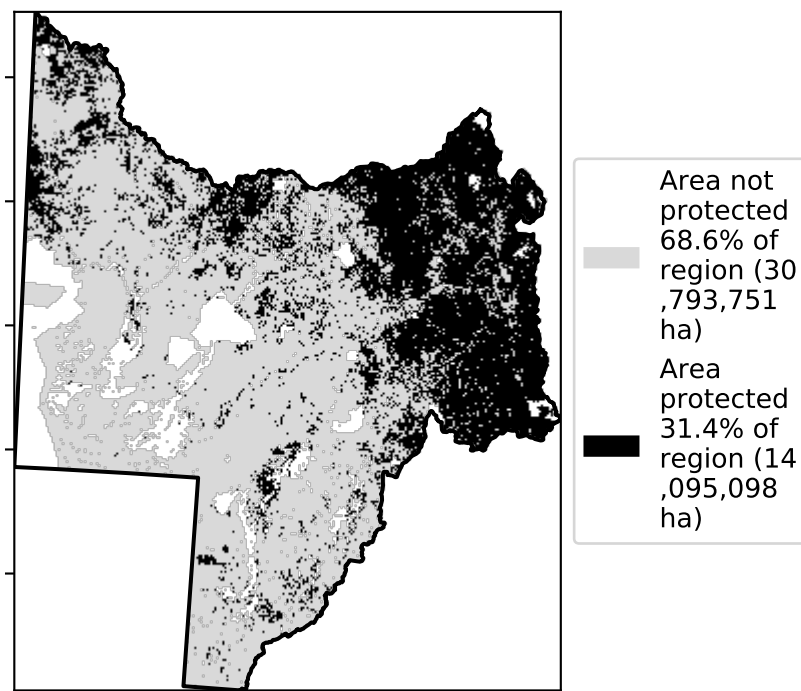 Area not
protected
68.6% of
region (30
,793,751
ha)
Area
protected
31.4% of
region (14
,095,098
ha)